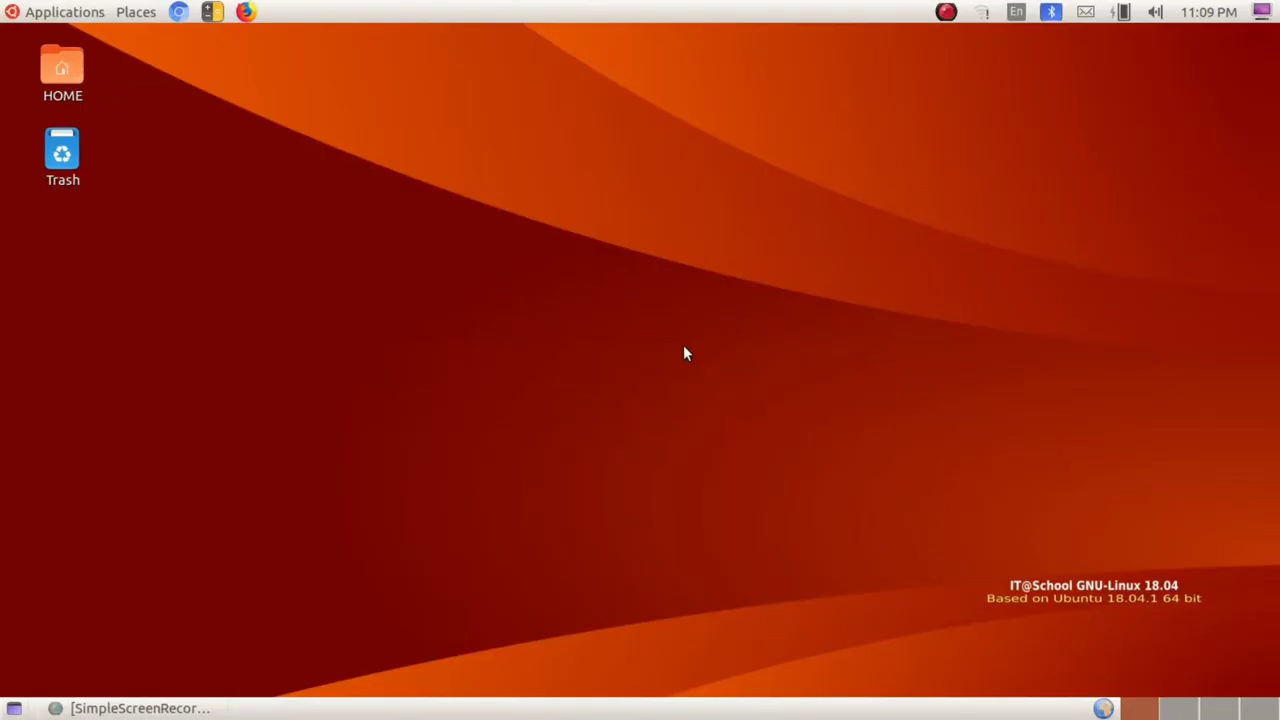 Applications Places En 11:09 PM
HOME
Trash
IT@School GNU-Linux 18.04
Based on Ubuntu 18.04.1 64 bit
[SimpleScreenRecor...